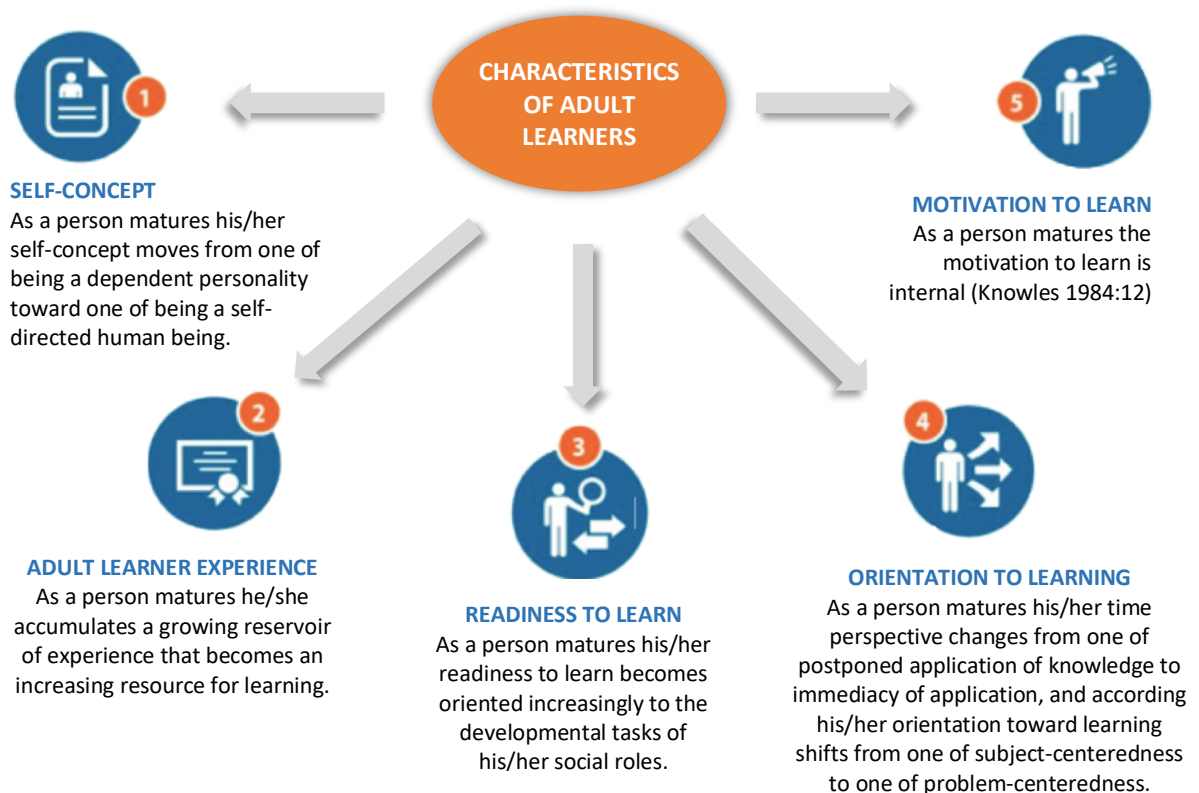 CHARACTERISTICS
OF ADULT
LEARNERS
1
SELF-CONCEPT
As a person matures his/her
self-concept moves from one of
being a dependent personality
toward one of being a self-
directed human being.
2
ADULT LEARNER EXPERIENCE
As a person matures he/she
accumulates a growing reservoir
of experience that becomes an
increasing resource for learning.
3
READINESS TO LEARN
As a person matures his/her
readiness to learn becomes
oriented increasingly to the
developmental tasks of
his/her social roles.
4
ORIENTATION TO LEARNING
As a person matures his/her time
perspective changes from one of
postponed application of knowledge to
immediacy of application, and according
his/her orientation toward learning
shifts from one of subject-centeredness
to one of problem-centeredness.
5
MOTIVATION TO LEARN
As a person matures the
motivation to learn is
internal (Knowles 1984:12)